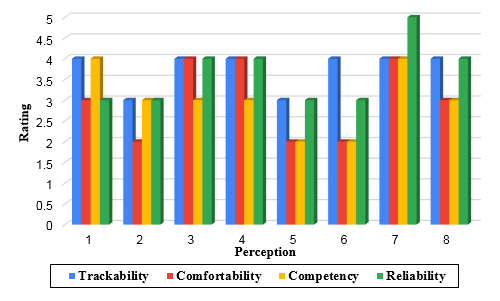 5
4.5
4
3.5
3
2.5
2
1.5
1
0.5
0
Rating
1 2 3 4 5 6 7 8
Perception
Trackability Comfortability Competency Reliability